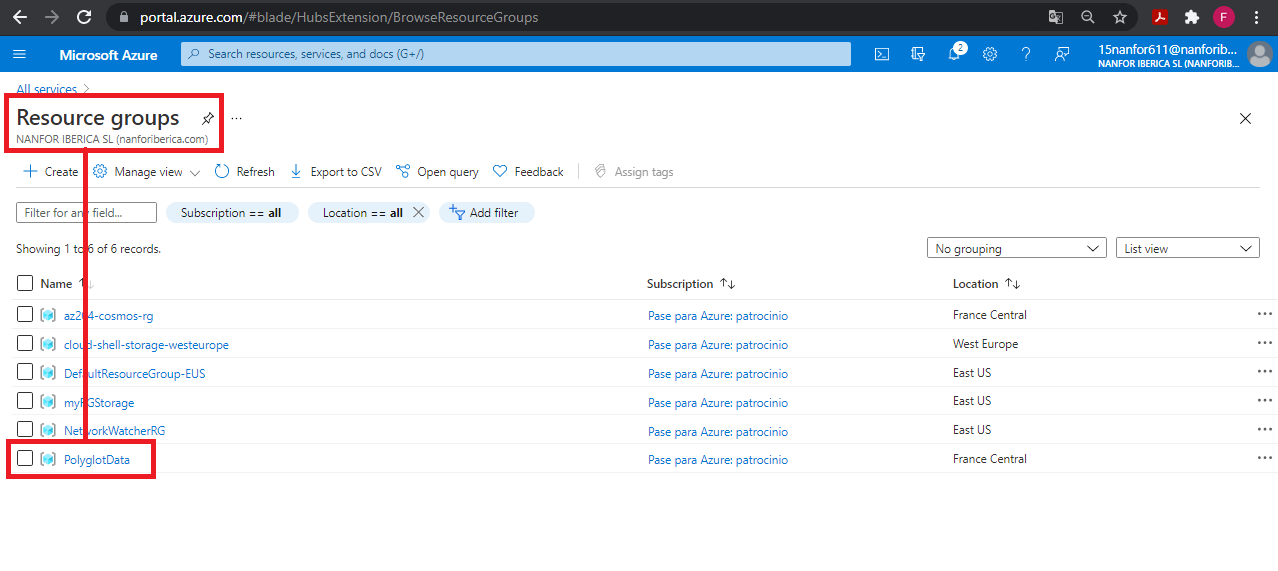 portal.azure.com/#blade/HubsExtension/BrowseResourceGroups
F
Microsoft Azure
Search resources, services, and docs (G+/)
2
15nanfor611@nanforib...
NANFOR IBERICA SL (NANFORIB...
All services
Resource groups
NANFOR IBERICA SL (nanforiberica.com)
Create Manage view Refresh Export to CSV Open query Feedback Assign tags
Filter for any field... Subscription == all Location == all Add filter
Showing 1 to 6 of 6 records. No grouping List view
Name Subscription Location
az204-cosmos-rg Pase para Azure: patrocinio France Central
cloud-shell-storage-westeurope Pase para Azure: patrocinio West Europe
DefaultResourceGroup-EUS Pase para Azure: patrocinio East US
myRGStorage Pase para Azure: patrocinio East US
NetworkWatcherRG Pase para Azure: patrocinio East US
PolyglotData Pase para Azure: patrocinio France Central